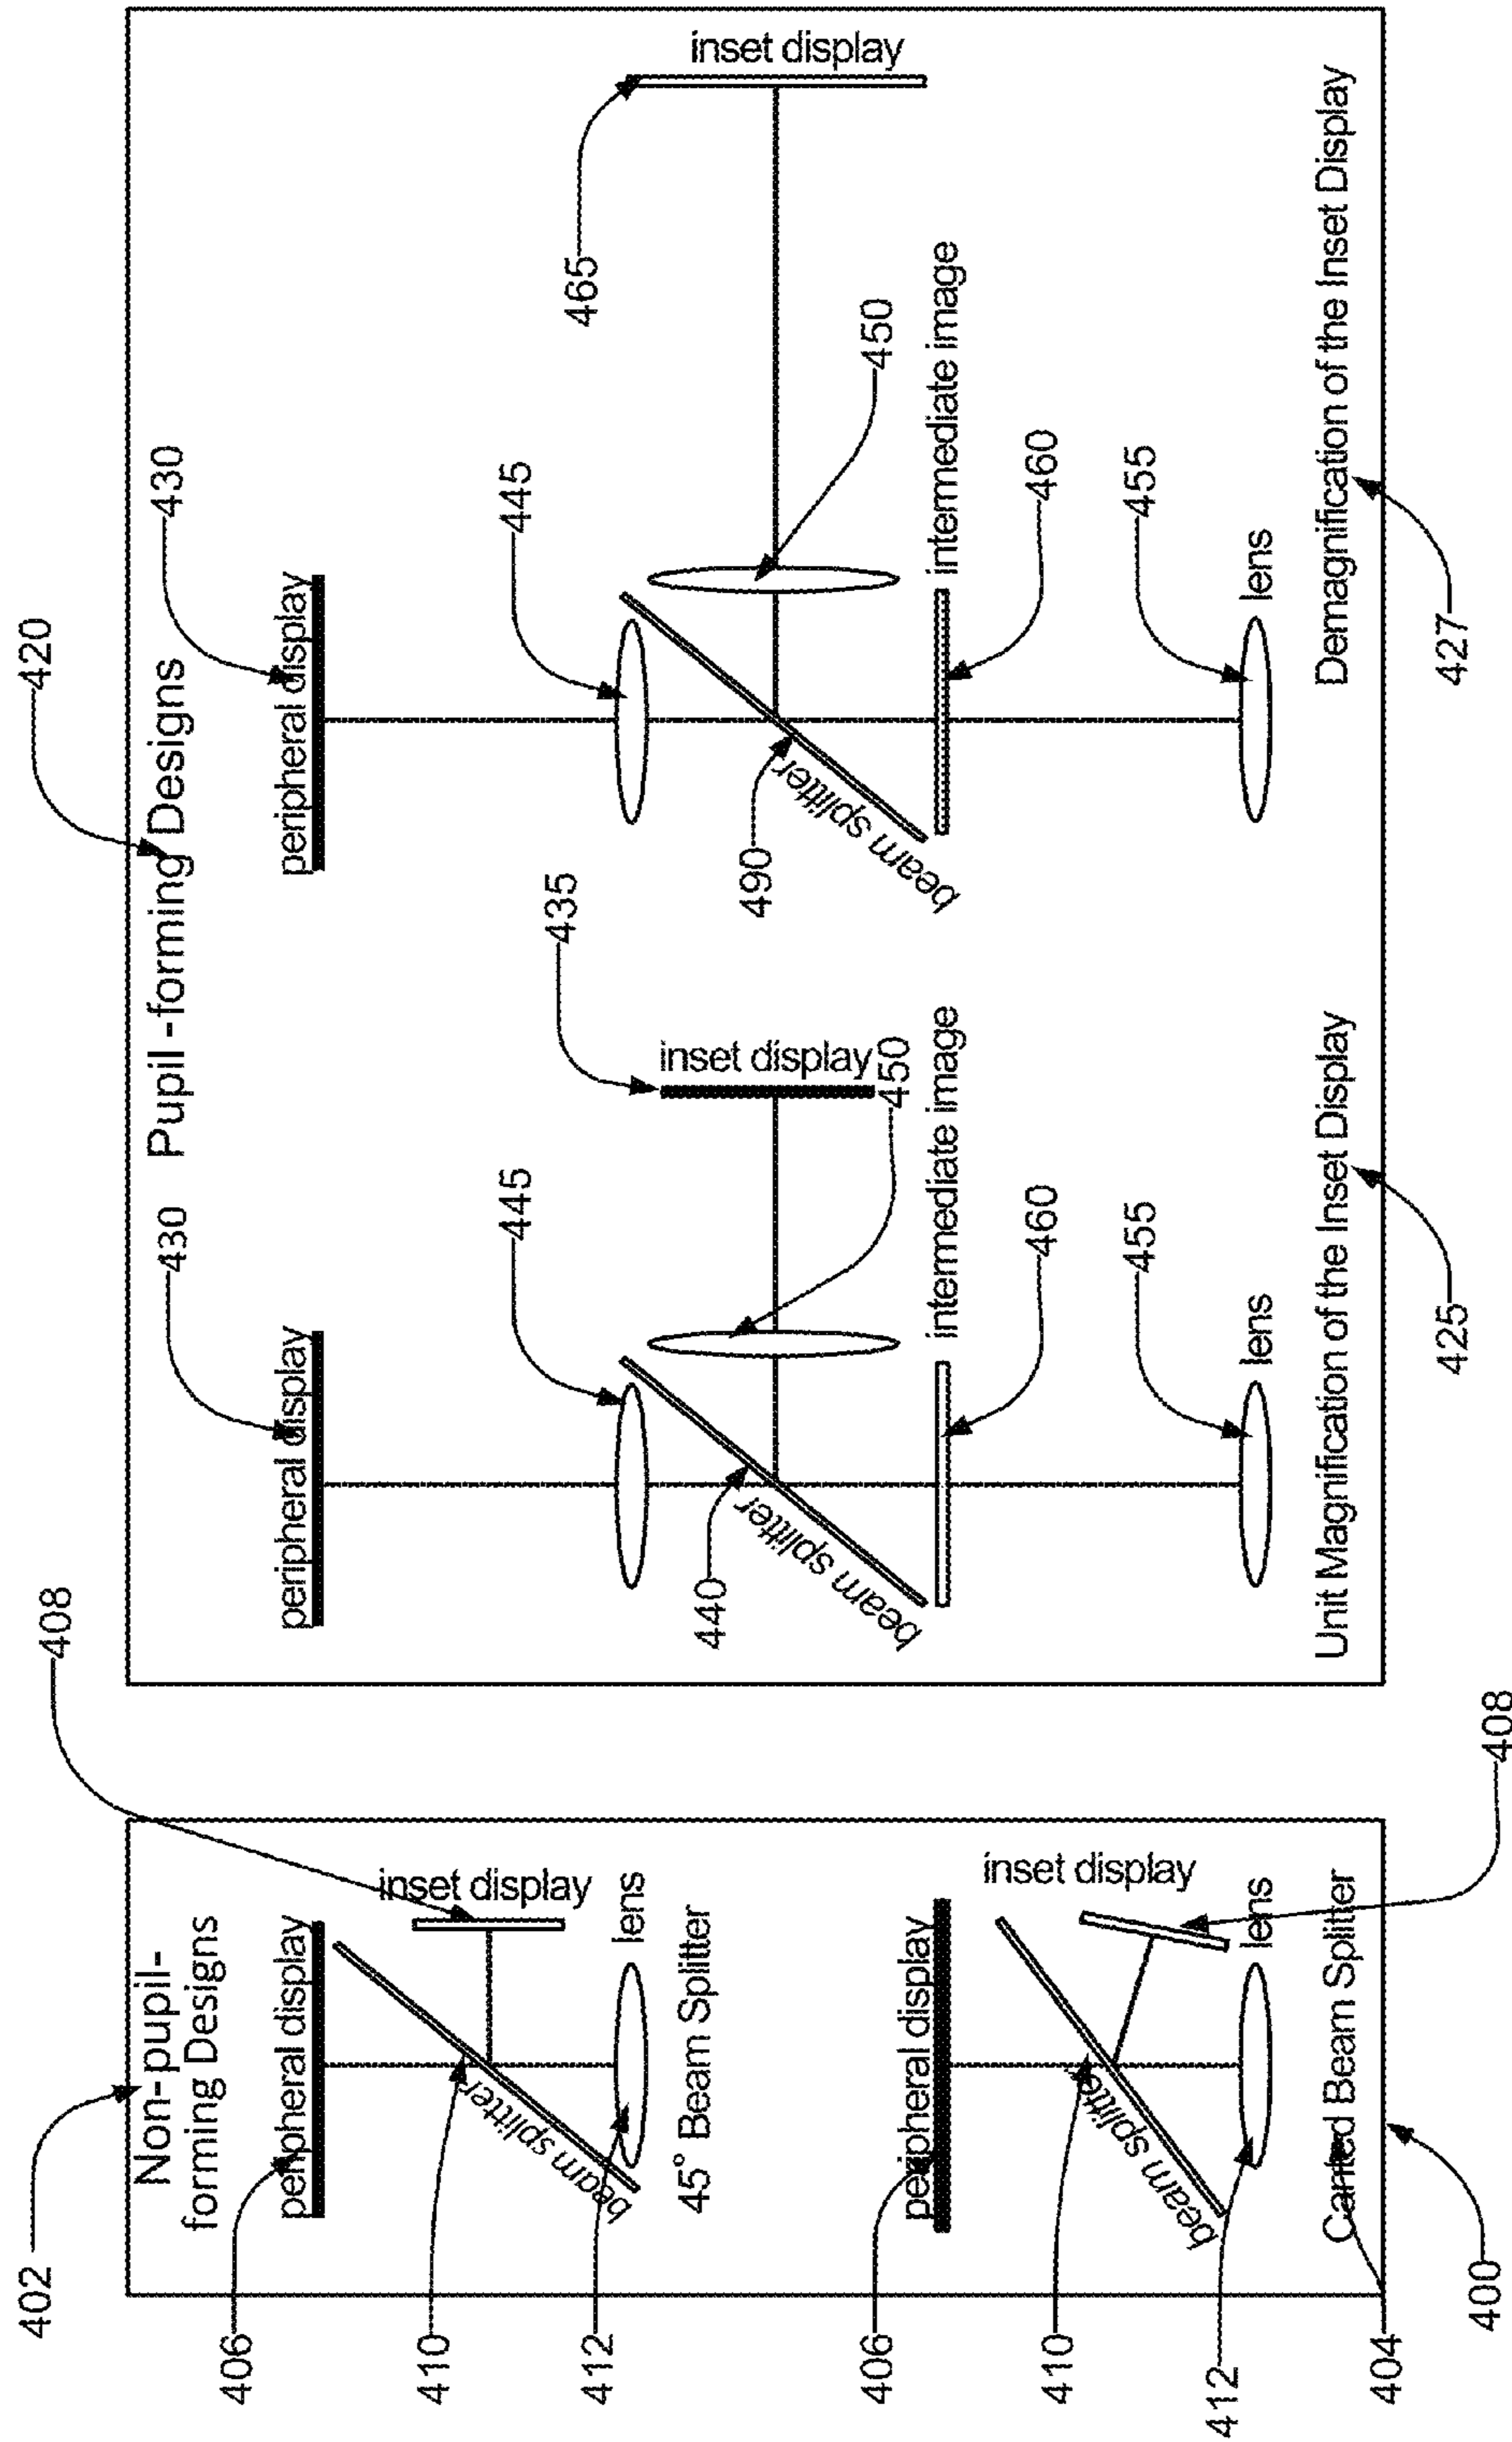 402
Non-pupil-
forming Designs
406
peripheral display
408
inset display
410
beam splitter
412
lens
45° Beam Splitter
406
peripheral display
inset display
408
410
beam splitter
412
lens
Canted Beam Splitter
404
400
420
Pupil-forming Designs
430
peripheral display
445
435
inset display
450
440
beam splitter
intermediate image
460
455
lens
Unit Magnification of the Inset Display
425
430
peripheral display
445
465
inset display
450
490
beam splitter
intermediate image
460
455
lens
Demagnification of the Inset Display
427